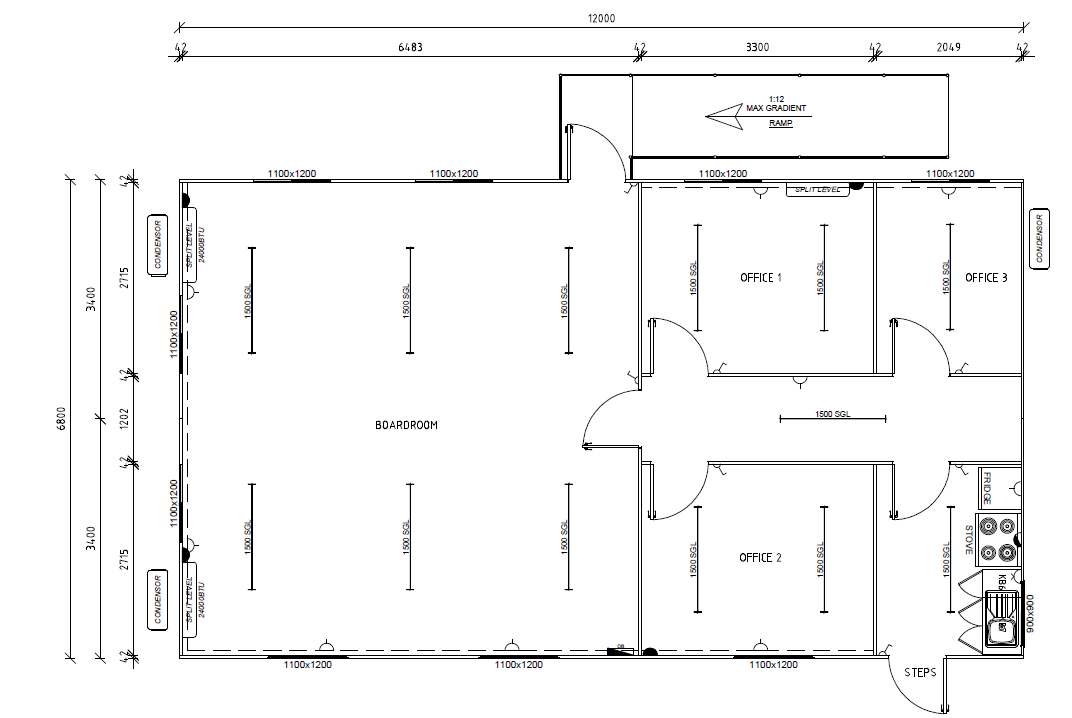 12000
42
6483
42
3300
42
2049
42
1:12
MAX GRADIENT
RAMP
1100x1200
1100x1200
1100x1200
1100x1200
42
2715
42
1202
42
2715
42
3400
3400
6800
CONDENSOR
SPLIT LEVEL
24000BTU
SPLIT LEVEL
CONDENSOR
1500 SGL
1500 SGL
1500 SGL
1500 SGL
1500 SGL
1500 SGL
OFFICE 1
OFFICE 3
1100x1200
BOARDROOM
1500 SGL
1100x1200
1500 SGL
1500 SGL
1500 SGL
1500 SGL
1500 SGL
1500 SGL
OFFICE 2
FRIDGE
STOVE
900x900
CONDENSOR
SPLIT LEVEL
24000BTU
DB
1100x1200
1100x1200
1100x1200
STEPS